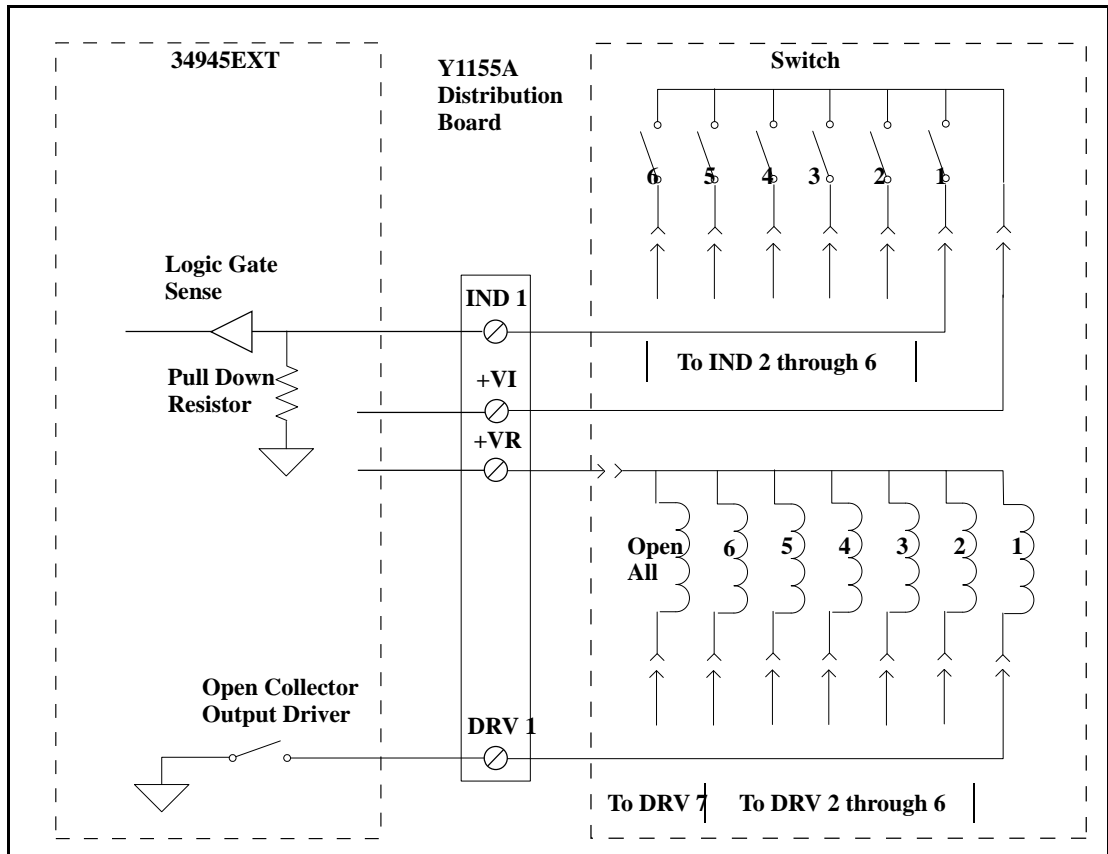 34945EXT
Y1155A
Distribution
Board
Switch
6 5 4 3 2 1
Logic Gate
Sense
IND 1
To IND 2 through 6
Pull Down
Resistor
+VI
+VR
Open
All
6 5 4 3 2 1
Open Collector
Output Driver
DRV 1
To DRV 7
To DRV 2 through 6